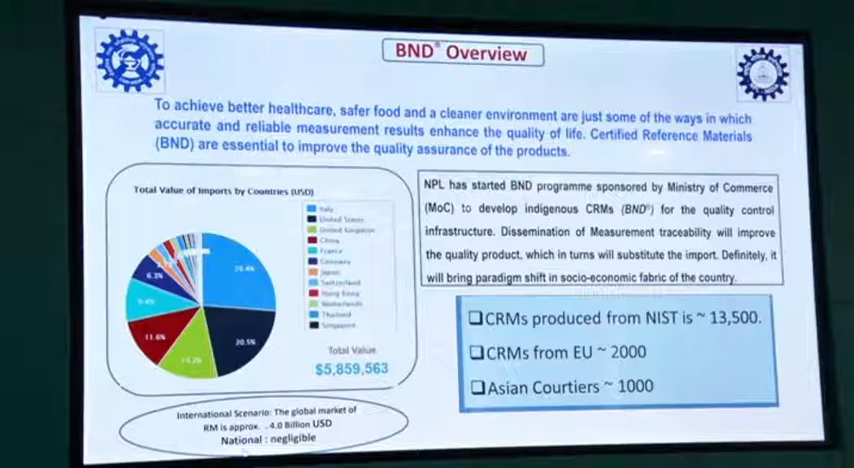 BND® Overview
To achieve better healthcare, safer food and a cleaner environment are just some of the ways in which
accurate and reliable measurement results enhance the quality of life. Certified Reference Materials
(BND) are essential to improve the quality assurance of the products.
Total Value of Imports by Countries (USD)
Italy
United States
United Kingdom
China
France
Germany
Japan
Switzerland
Hong Kong
Netherlands
Thailand
Singapore
6.3%
9.4%
11.6%
20.5%
Total Value
$5,859,563
NPL has started BND programme sponsored by Ministry of Commerce
(MoC) to develop indigenous CRMs (BND®) for the quality control
infrastructure. Dissemination of Measurement traceability will improve
the quality product, which in turns will substitute the import. Definitely, it
will bring paradigm shift in socio-economic fabric of the country.
❑CRMs produced from NIST is ~ 13,500.
❑CRMs from EU ~ 2000
❑Asian Courtiers ~ 1000
International Scenario: The global market of
RM is approx. . 4.0 Billion USD
National : negligible